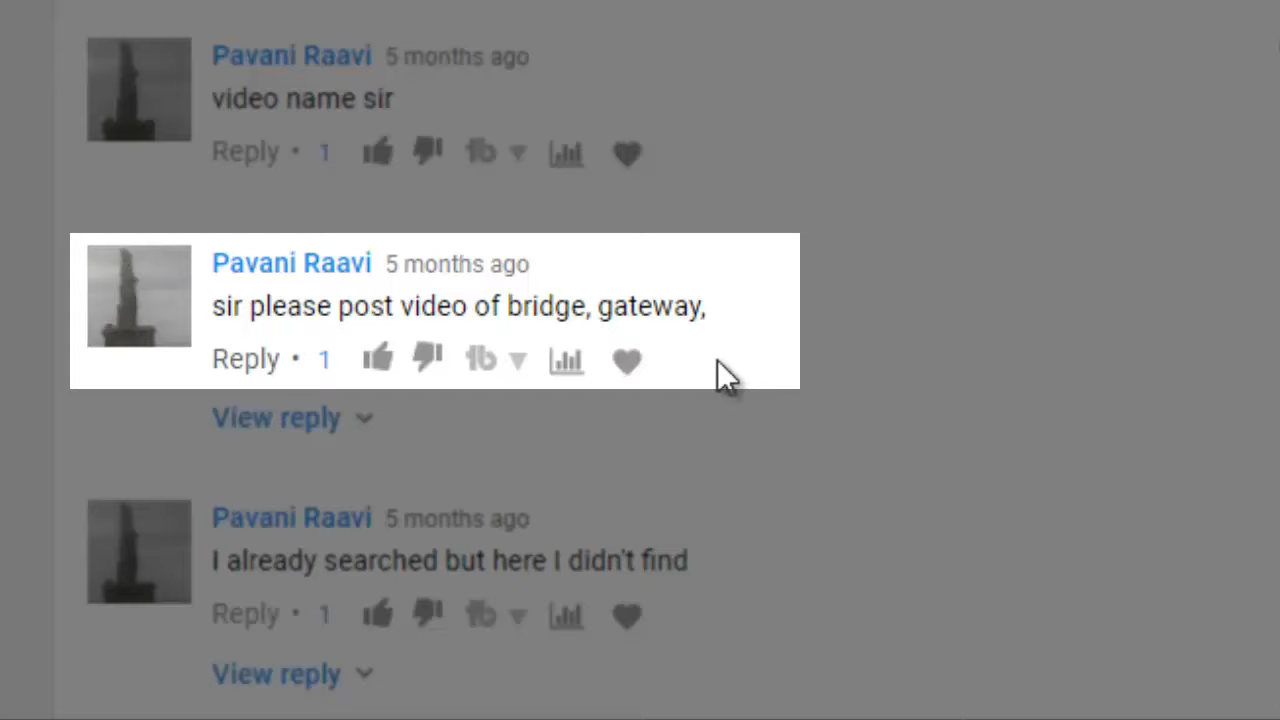 Pavani Raavi 5 months ago
video name sir
Reply • 1
Pavani Raavi 5 months ago
sir please post video of bridge, gateway,
Reply • 1
View reply
Pavani Raavi 5 months ago
I already searched but here I didn't find
Reply • 1
View reply